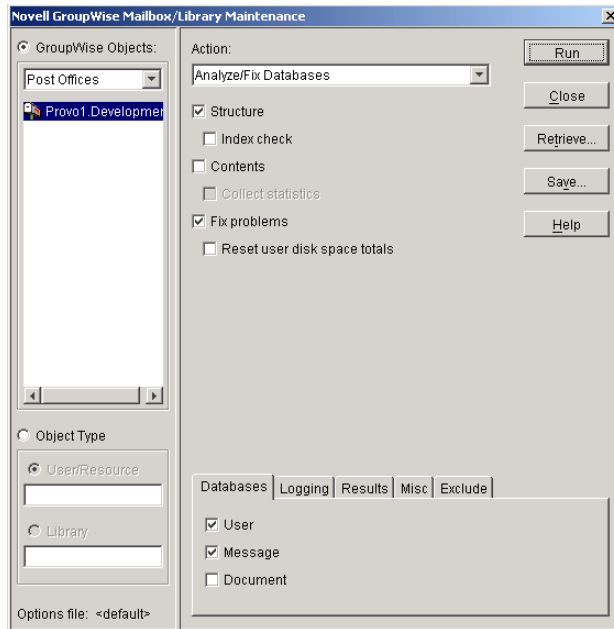 Novell GroupWise Mailbox/Library Maintenance
GroupWise Objects:
Post Offices
Provo1.Developmer
Object Type
User/Resource
Library
Options file: <default>
Action:
Analyze/Fix Databases
Structure
Index check
Contents
Collect statistics
Fix problems
Reset user disk space totals
Run
Close
Retrieve...
Save...
Help
Databases
Logging
Results
Misc
Exclude
User
Message
Document